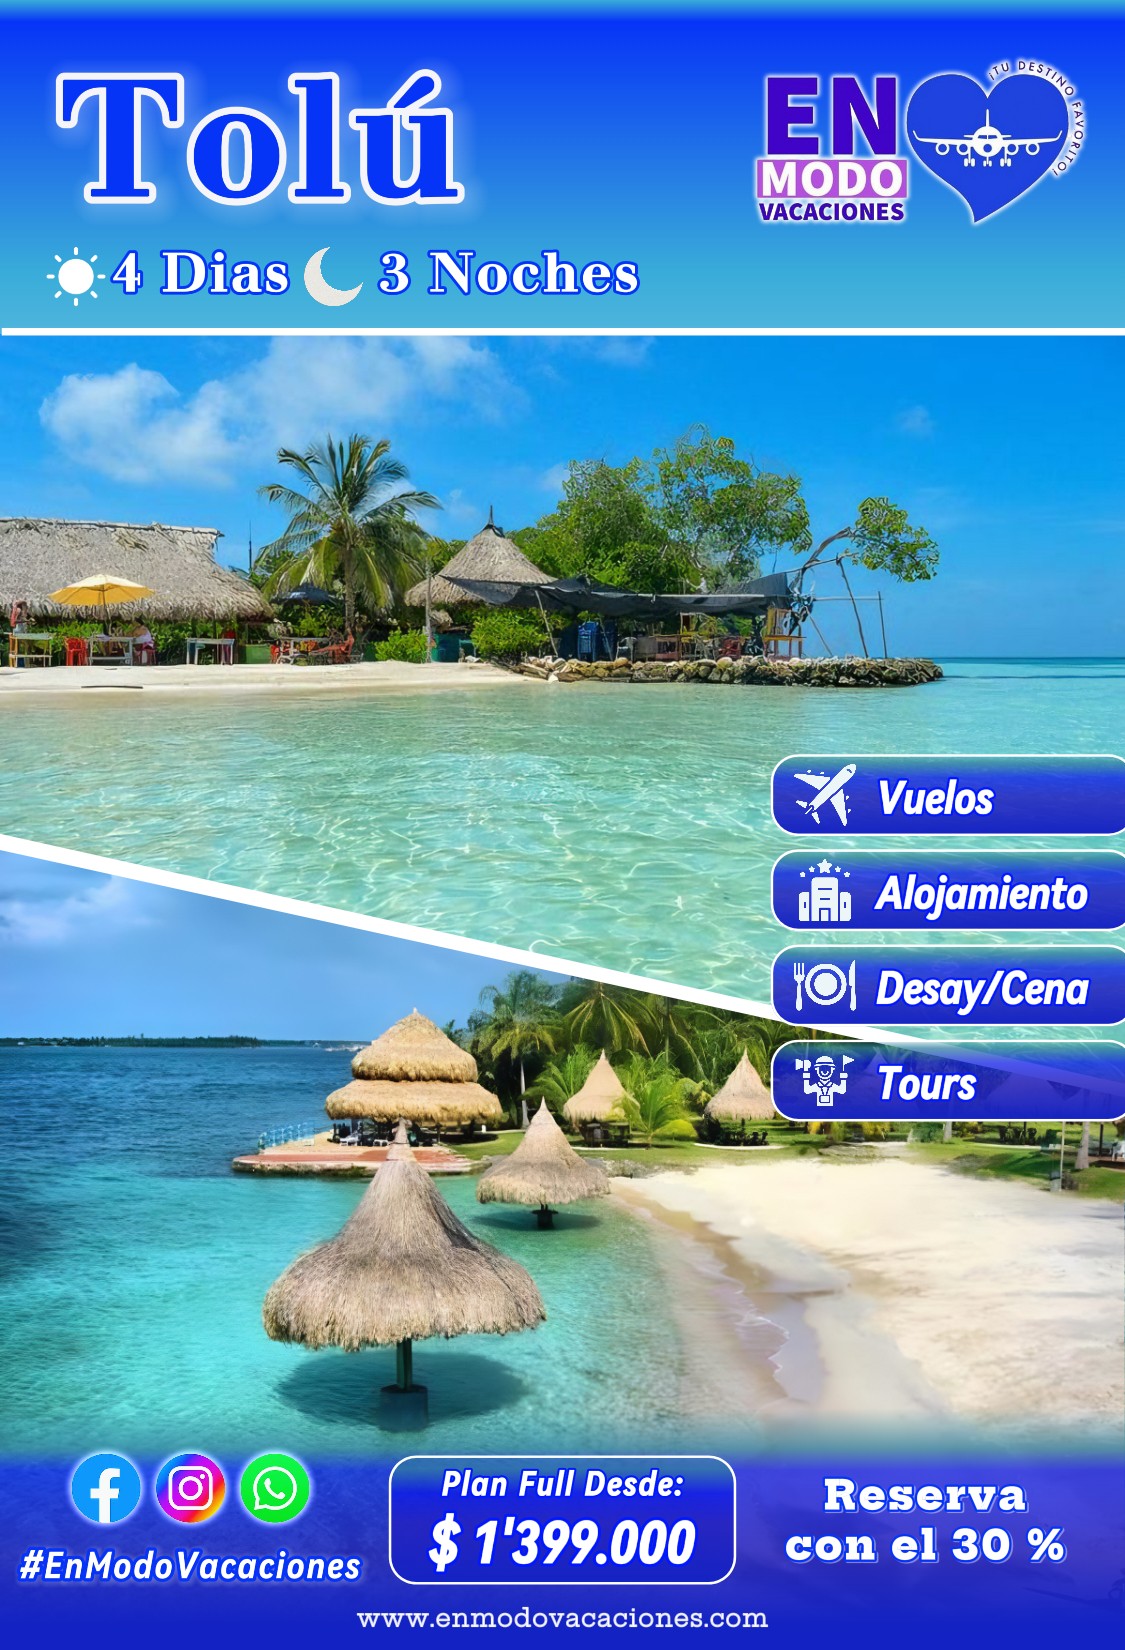 Tolú
EN
MODO
VACACIONES
¡TU DESTINO FAVORITO!
4 Dias 3 Noches
Vuelos
Alojamiento
Desay/Cena
Tours
#EnModoVacaciones
Plan Full Desde:
$ 1'399.000
Reserva
con el 30 %
www.enmodovacaciones.com